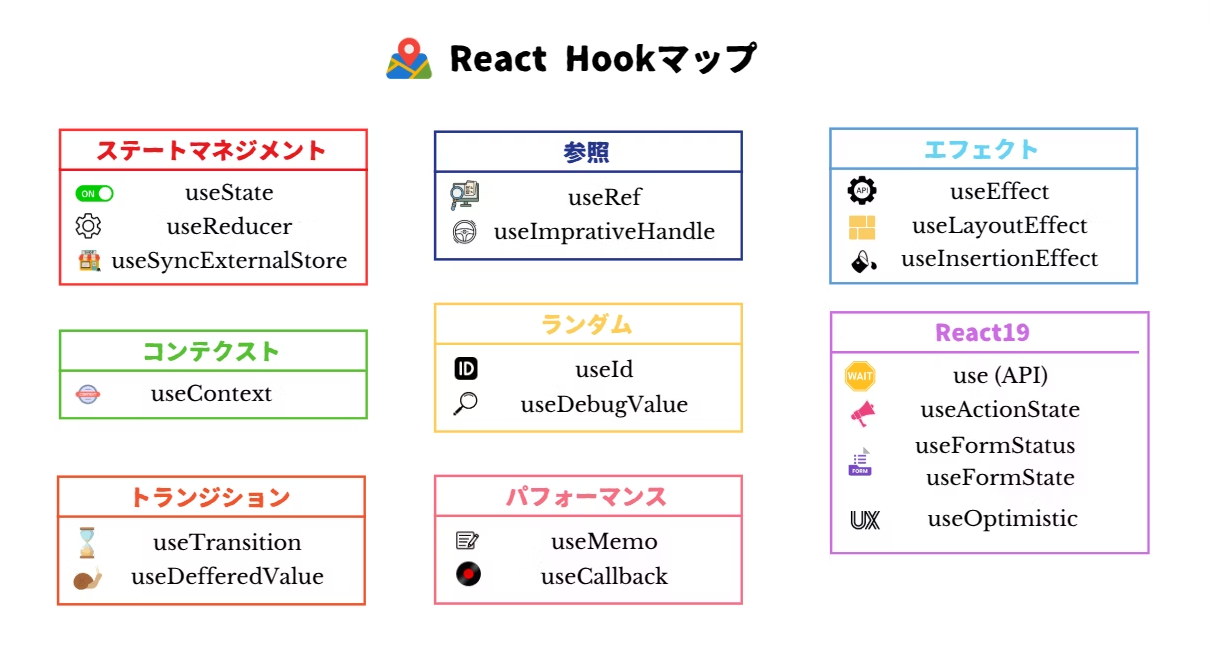 React Hookマップ
ステートマネジメント
ON
useState
useReducer
useSyncExternalStore
コンテクスト
useContext
トランジション
useTransition
useDefferedValue
参照
useRef
useImprativeHandle
ランダム
ID
useId
useDebugValue
パフォーマンス
useMemo
useCallback
エフェクト
API
useEffect
useLayoutEffect
useInsertionEffect
React19
WAIT
use (API)
useActionState
useFormStatus
FORM
useFormState
UX
useOptimistic